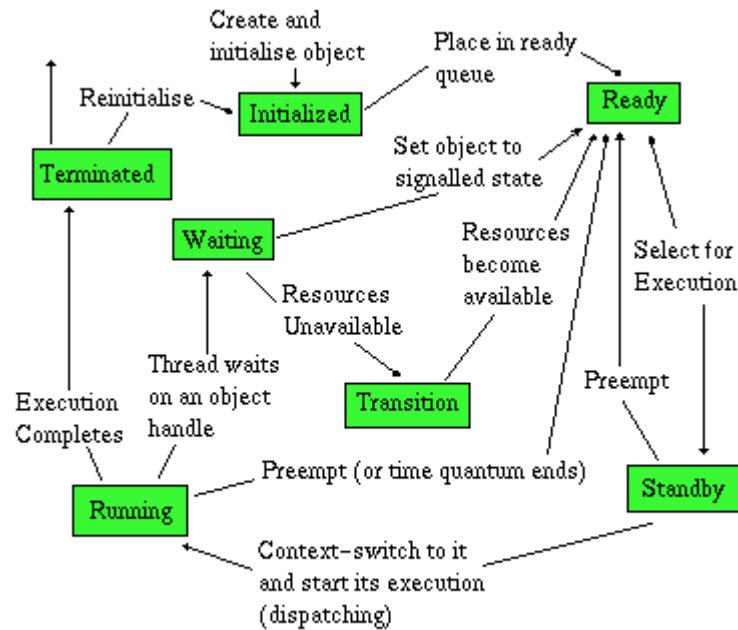 Create and
initialise object
Place in ready
queue
Reinitialise
Initialized
Ready
Terminated
Set object to
signalled state
Waiting
Resources
become
available
Select for
Execution
Resources
Unavailable
Thread waits
on an object
handle
Transition
Preempt
Execution
Completes
Preempt (or time quantum ends)
Running
Standby
Context-switch to it
and start its execution
(dispatching)